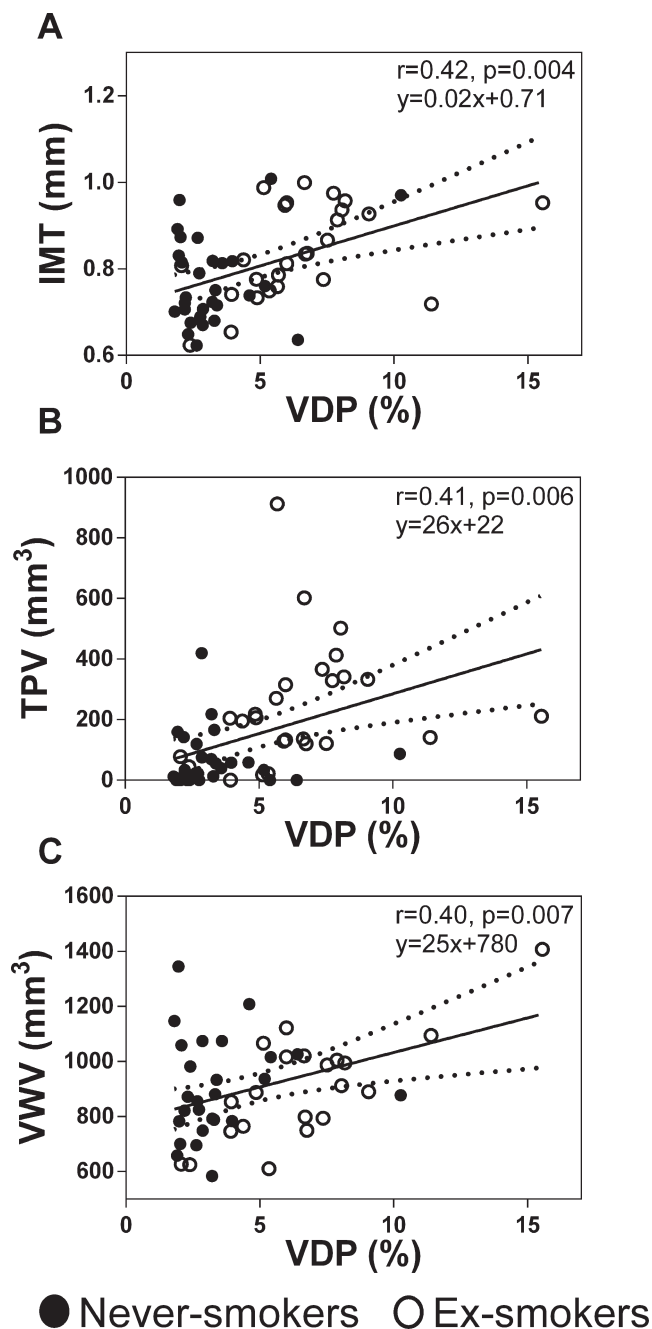 A
r=0.42, p=0.004
y=0.02x+0.71
IMT (mm)
1.2
1.0
0.8
0.6
0 5 10 15
VDP (%)
B
r=0.41, p=0.006
y=26x+22
TPV (mm³)
1000
800
600
400
200
0
0 5 10 15
VDP (%)
C
r=0.40, p=0.007
y=25x+780
VWV (mm³)
1600
1400
1200
1000
800
600
0 5 10 15
VDP (%)
Never-smokers Ex-smokers